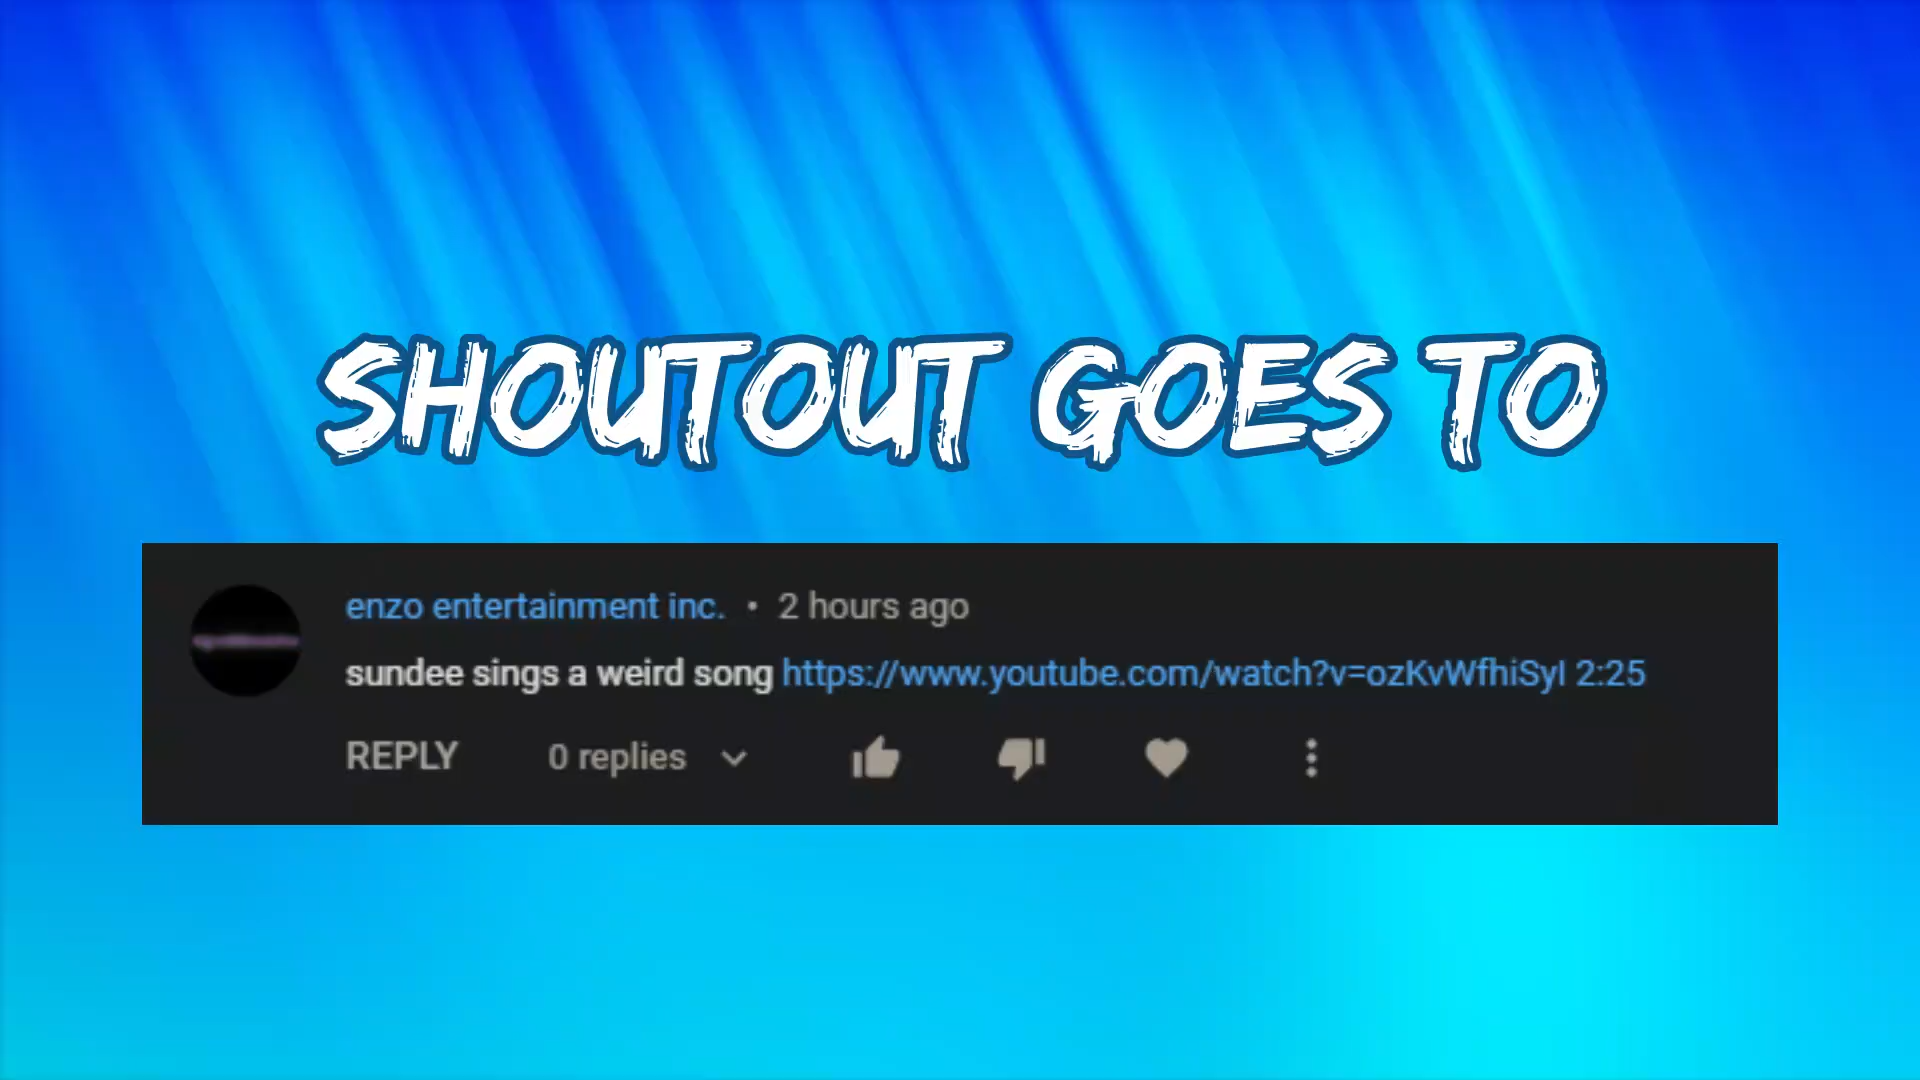 SHOUTOUT GOES TO
enzo entertainment inc. • 2 hours ago
sundee sings a weird song https://www.youtube.com/watch?v=ozKvWfhiSyI 2:25
REPLY 0 replies